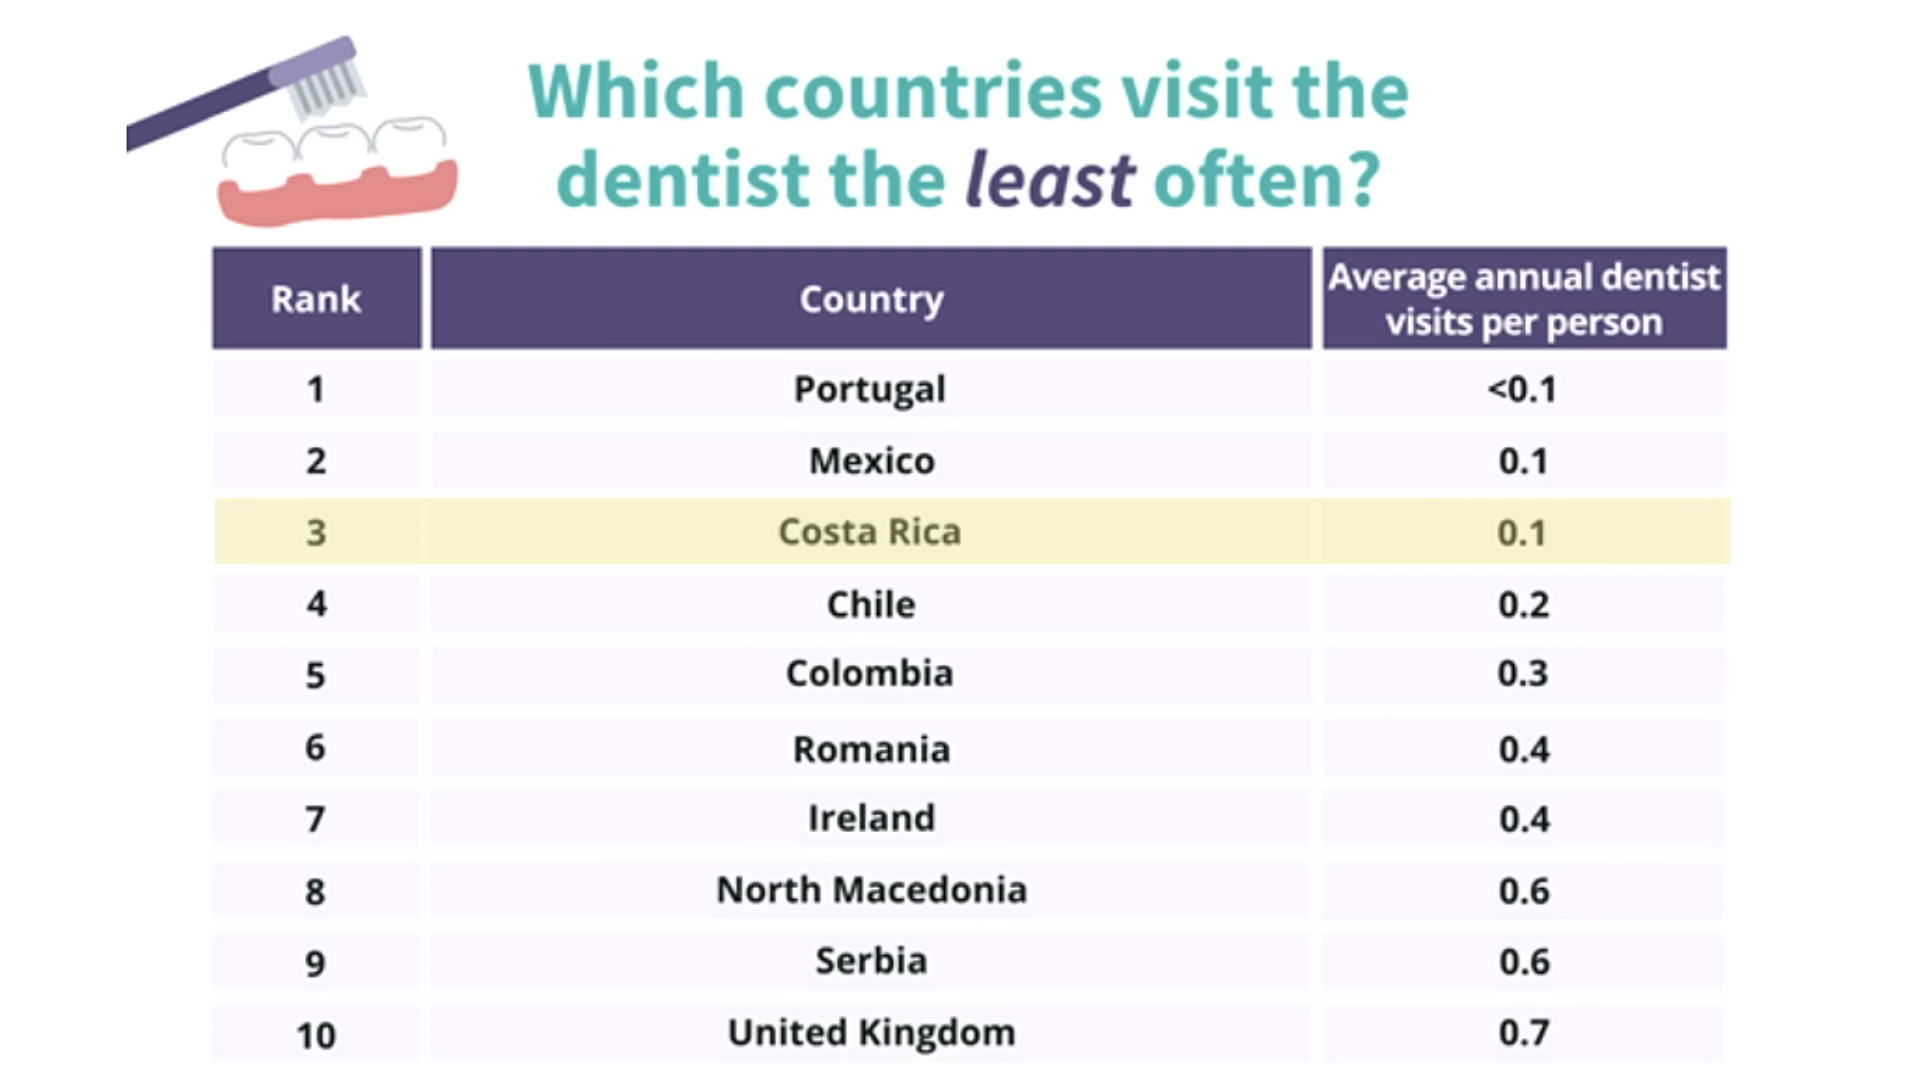 Which countries visit the
dentist the least often?
Rank Country Average annual dentist
visits per person
1 Portugal <0.1
2 Mexico 0.1
3 Costa Rica 0.1
4 Chile 0.2
5 Colombia 0.3
6 Romania 0.4
7 Ireland 0.4
8 North Macedonia 0.6
9 Serbia 0.6
10 United Kingdom 0.7